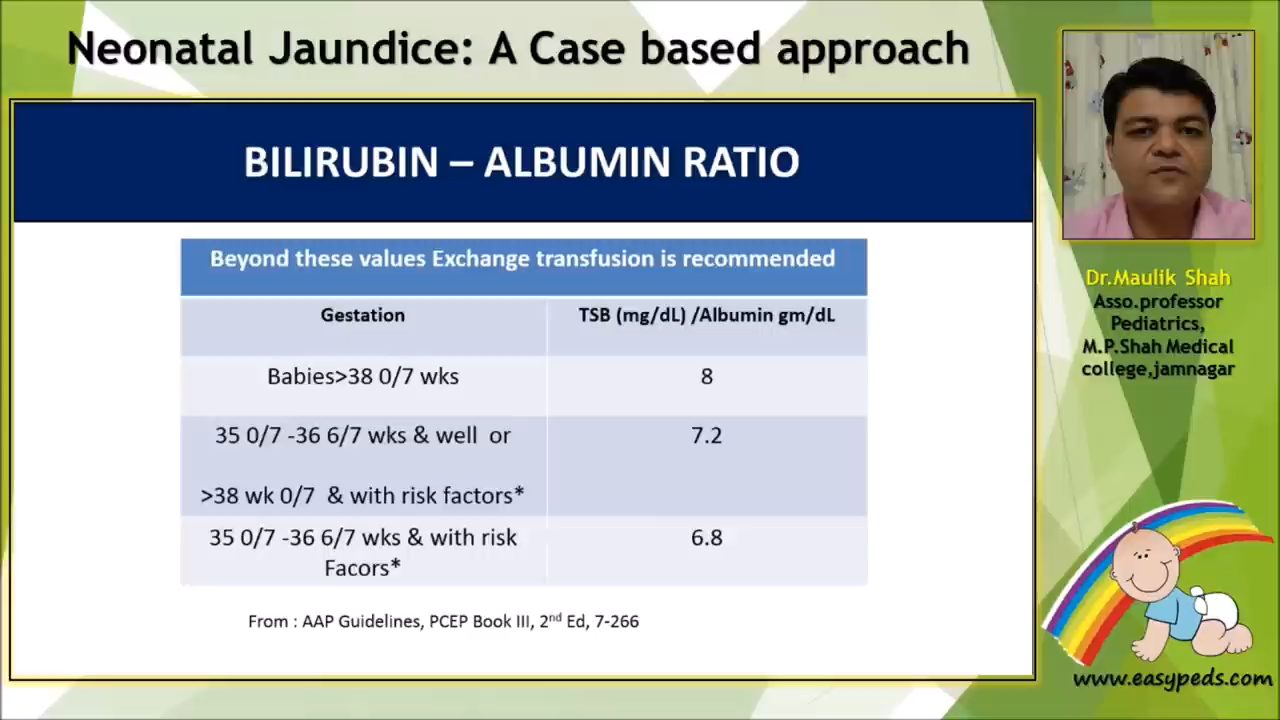 Neonatal Jaundice: A Case based approach
BILIRUBIN – ALBUMIN RATIO
Beyond these values Exchange transfusion is recommended
Gestation TSB (mg/dL) /Albumin gm/dL
Babies>38 0/7 wks 8
35 0/7 -36 6/7 wks & well or 7.2
>38 wk 0/7 & with risk factors*
35 0/7 -36 6/7 wks & with risk 6.8
Facors*
From : AAP Guidelines, PCEP Book III, 2nd Ed, 7-266
Dr.Maulik Shah
Asso.professor
Pediatrics,
M.P.Shah Medical
college,jamnagar
www.easypeds.com